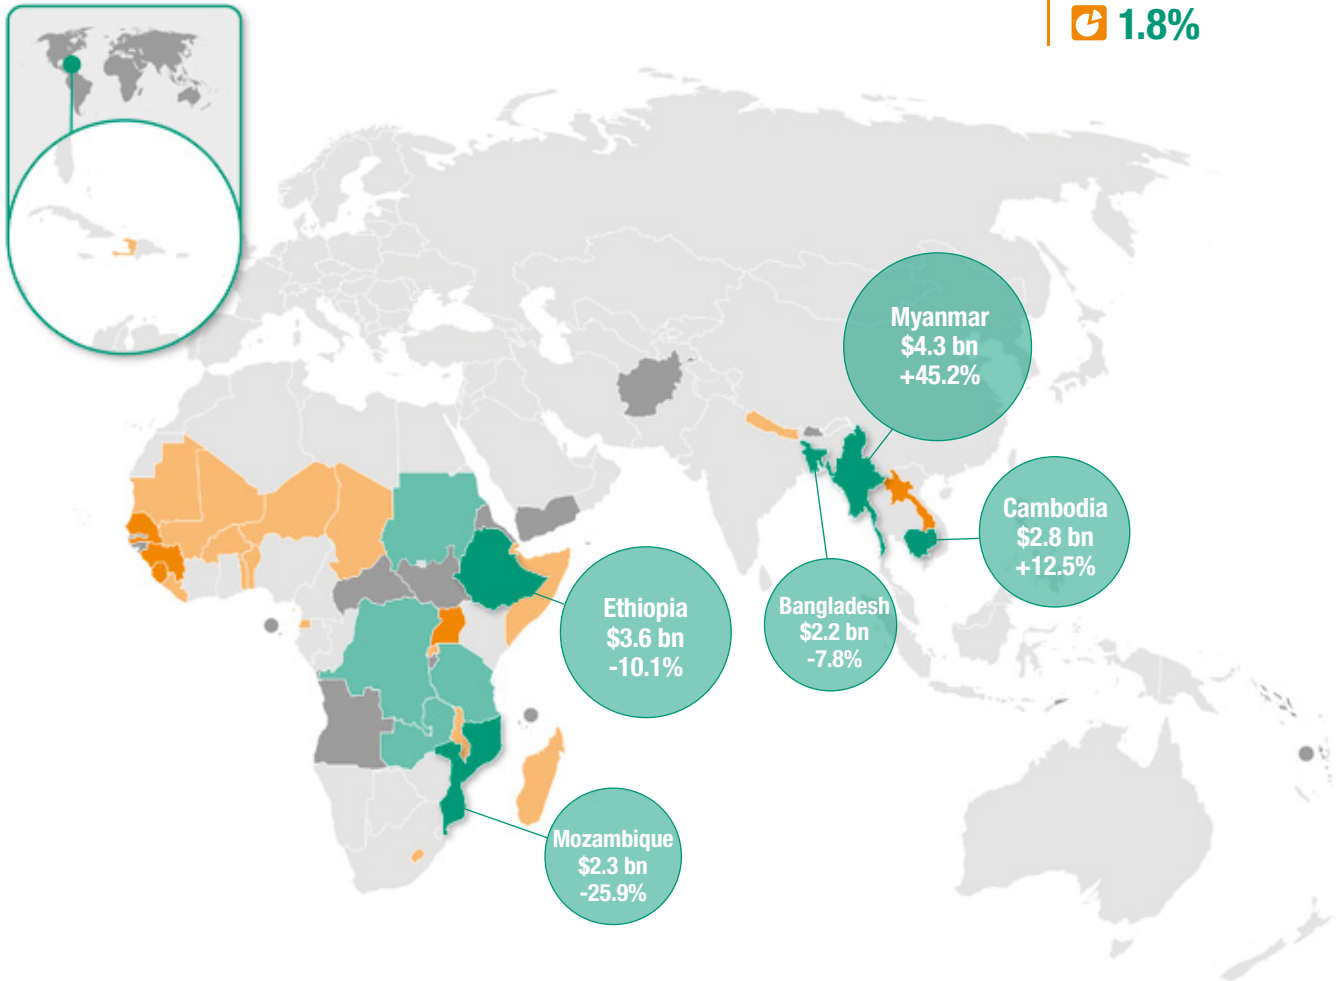 1.8%
Myanmar
$4.3 bn
+45.2%
Cambodia
$2.8 bn
+12.5%
Ethiopia
$3.6 bn
-10.1%
Bangladesh
$2.2 bn
-7.8%
Mozambique
$2.3 bn
-25.9%